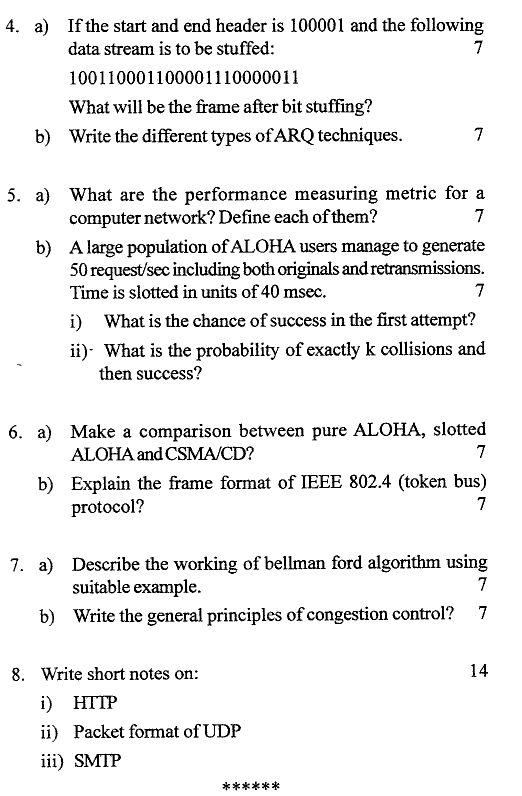 4. a) If the start and end header is 100001 and the following
data stream is to be stuffed: 7
1001100011000011110000011
What will be the frame after bit stuffing?
b) Write the different types of ARQ techniques. 7
5. a) What are the performance measuring metric for a
computer network? Define each of them? 7
b) A large population of ALOHA users manage to generate
50 request/sec including both originals and retransmissions.
Time is slotted in units of 40 msec. 7
i) What is the chance of success in the first attempt?
ii) What is the probability of exactly k collisions and
then success?
6. a) Make a comparison between pure ALOHA, slotted
ALOHA and CSMA/CD? 7
b) Explain the frame format of IEEE 802.4 (token bus)
protocol? 7
7. a) Describe the working of bellman ford algorithm using
suitable example. 7
b) Write the general principles of congestion control? 7
8. Write short notes on: 14
i) HTTP
ii) Packet format of UDP
iii) SMTP
******